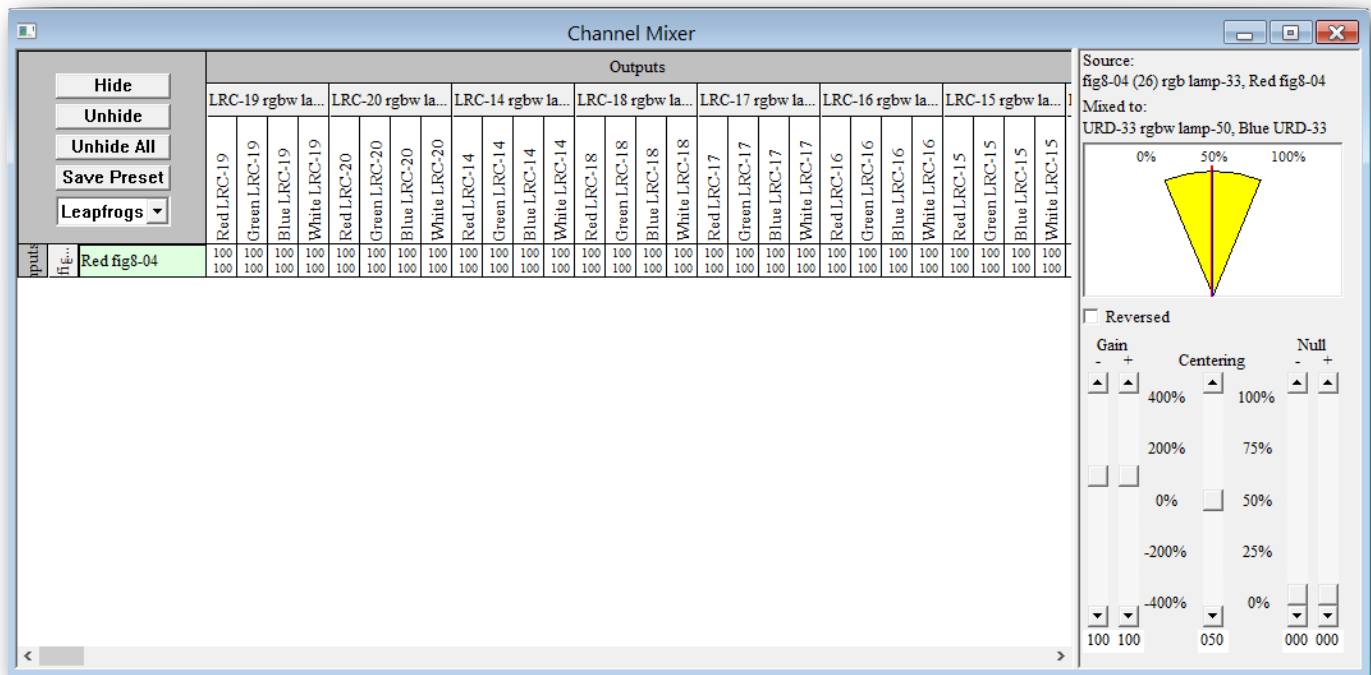 Channel Mixer
Hide
Unhide
Unhide All
Save Preset
Leapfrogs
Outputs
LRC-19 rgbw la... LRC-20 rgbw la... LRC-14 rgbw la... LRC-18 rgbw la... LRC-17 rgbw la... LRC-16 rgbw la... LRC-15 rgbw la...
Red LRC-19
Green LRC-19
Blue LRC-19
White LRC-19
Red LRC-20
Green LRC-20
Blue LRC-20
White LRC-20
Red LRC-14
Green LRC-14
Blue LRC-14
White LRC-14
Red LRC-18
Green LRC-18
Blue LRC-18
White LRC-18
Red LRC-17
Green LRC-17
Blue LRC-17
White LRC-17
Red LRC-16
Green LRC-16
Blue LRC-16
White LRC-16
Red LRC-15
Green LRC-15
Blue LRC-15
White LRC-15
puts
fig...
Red fig8-04
100 100 100 100 100 100 100 100 100 100 100 100 100 100 100 100 100 100 100 100 100 100 100 100 100 100 100 100
100 100 100 100 100 100 100 100 100 100 100 100 100 100 100 100 100 100 100 100 100 100 100 100 100 100 100 100
Source:
fig8-04 (26) rgb lamp-33, Red fig8-04
Mixed to:
URD-33 rgbw lamp-50, Blue URD-33
0% 50% 100%
Reversed
Gain Null
- + Centering - +
400% 100%
200% 75%
0% 50%
-200% 25%
-400% 0%
100 100 050 000 000